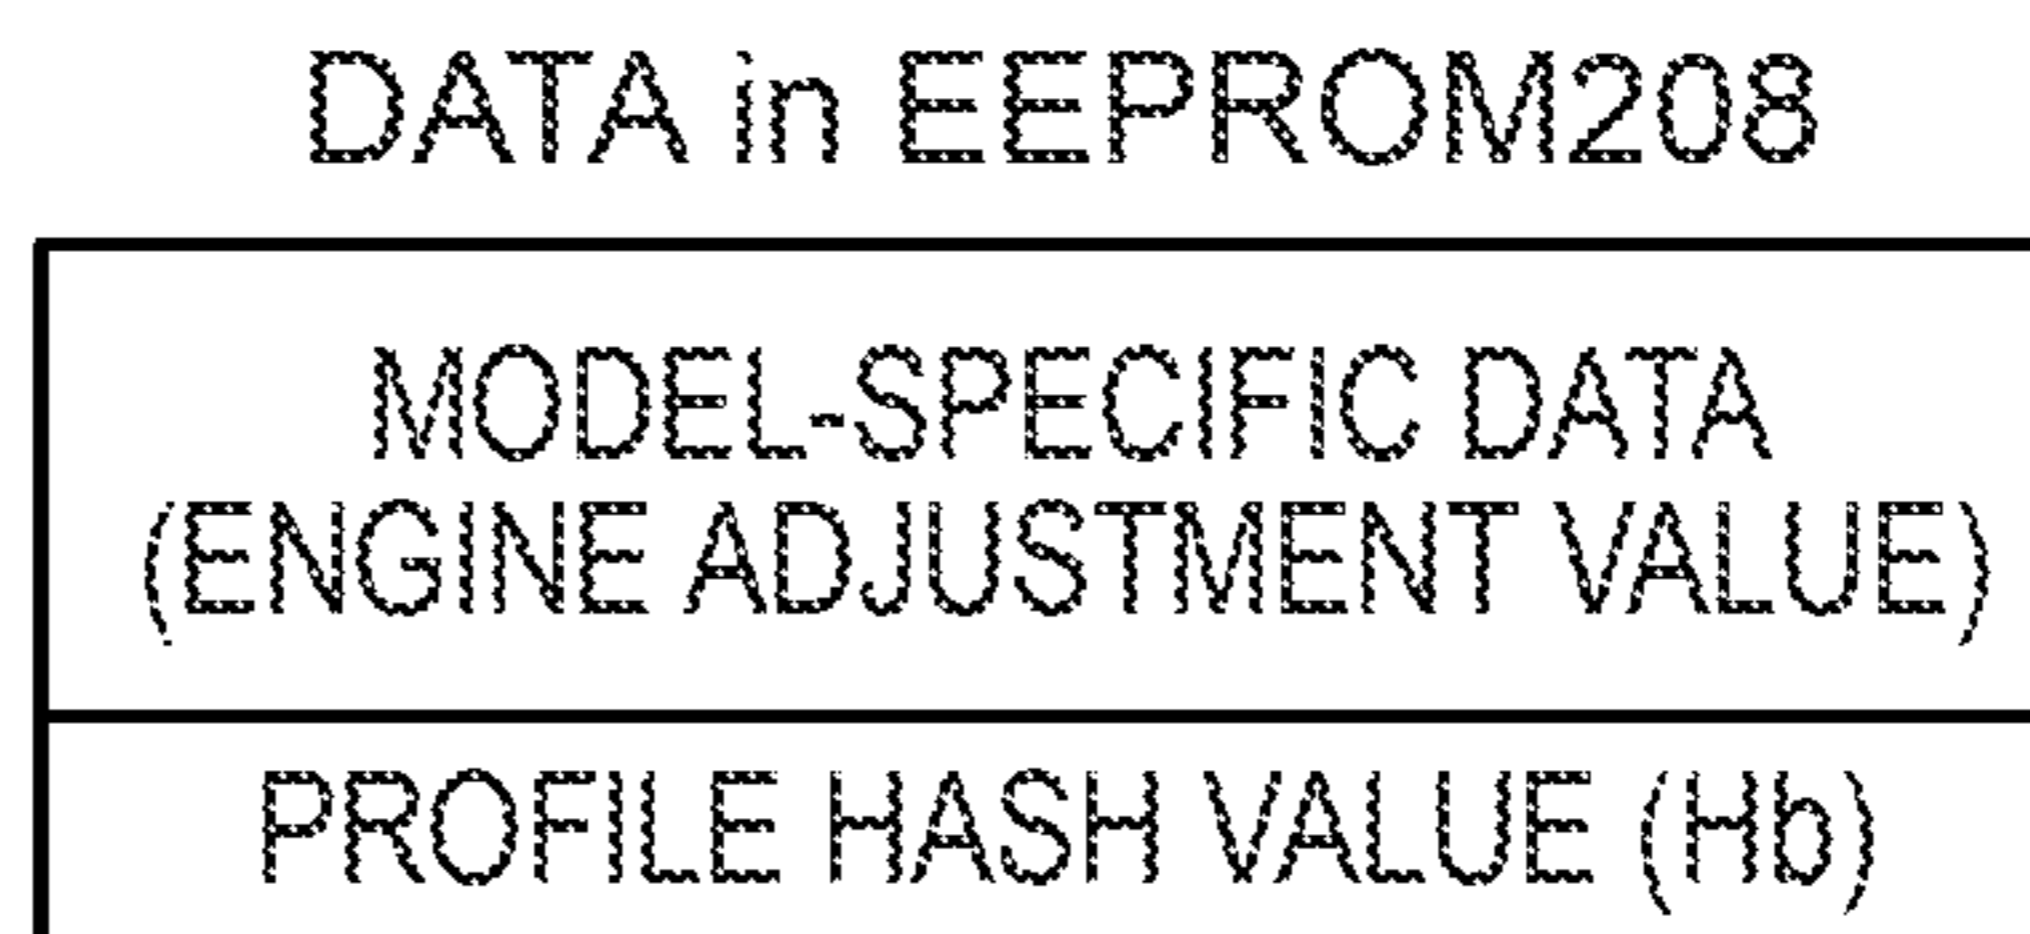 DATA in EEPROM208
MODEL-SPECIFIC DATA
(ENGINE ADJUSTMENT VALUE)
PROFILE HASH VALUE (Hb)